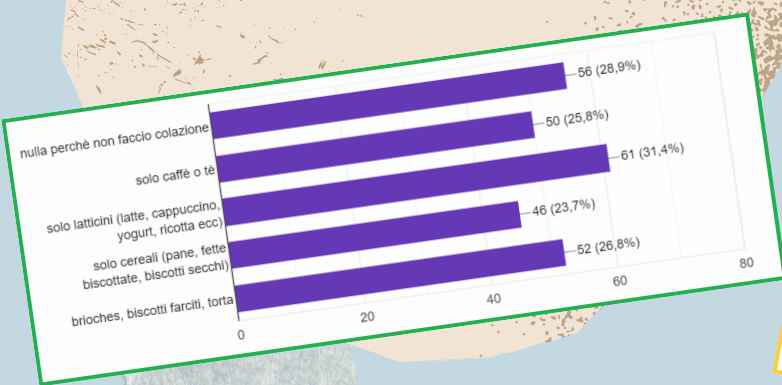 nulla perchè non faccio colazione
56 (28,9%)
solo caffè o tè
50 (25,8%)
solo latticini (latte, cappuccino,
yogurt, ricotta ecc)
61 (31,4%)
solo cereali (pane, fette
biscottate, biscotti secchi)
46 (23,7%)
brioches, biscotti farciti, torta
52 (26,8%)
0
20
40
60
80